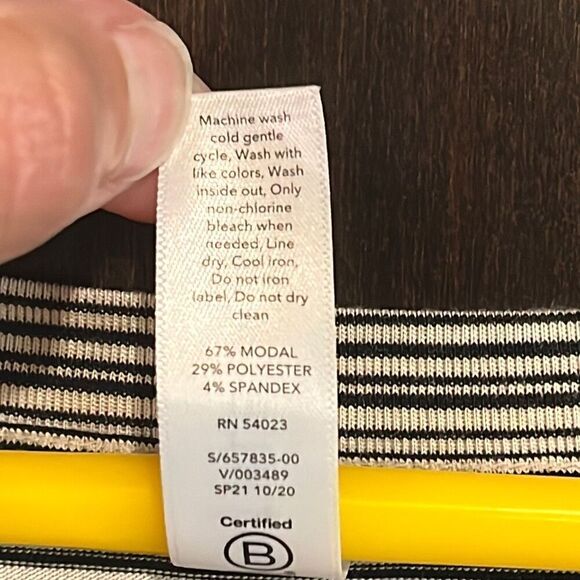 Machine wash
cold gentle
cycle, Wash with
like colors, Wash
inside out, Only
non-chlorine
bleach when
needed, Line
dry, Cool iron,
Do not iron
label, Do not dry
clean
67% MODAL
29% POLYESTER
4% SPANDEX
RN 54023
S/657835-00
V/003489
SP21 10/20
Certified
B